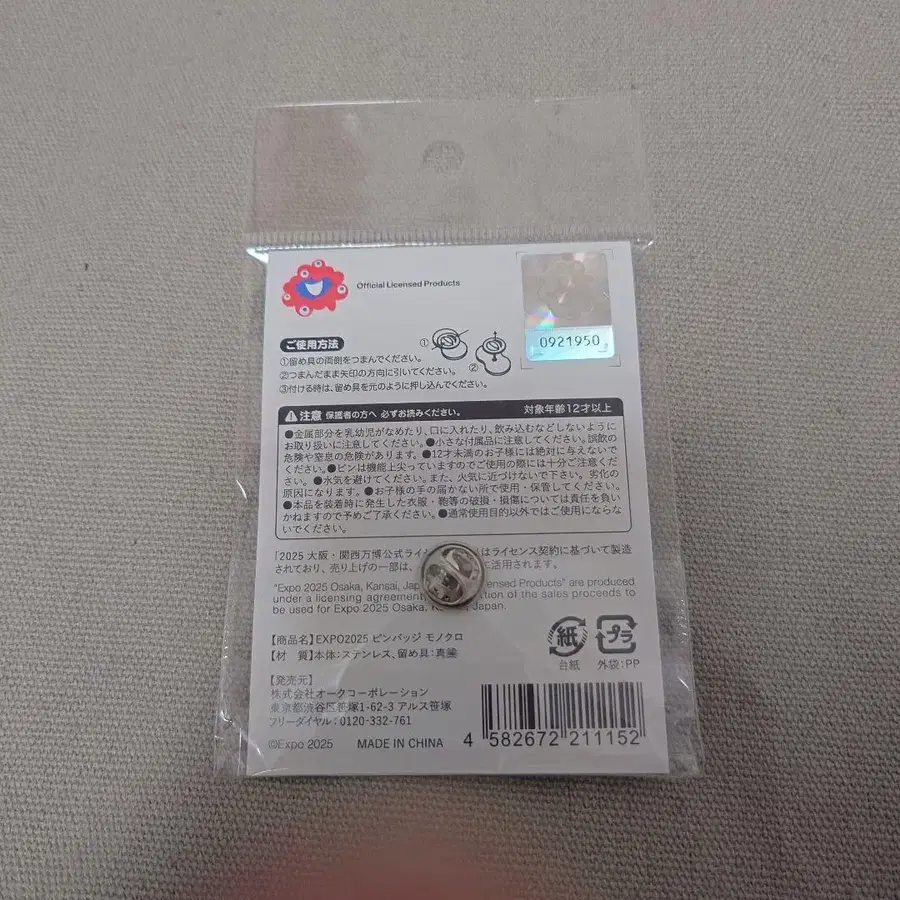 Official Licensed Products
0921950
ご使用方法
①留め具の両側をつまんでください。
②つまんだまま矢印の方向に引いてください。
③付ける時は、留め具を元のように押し込んでください。
① ②
注意 保護者の方へ 必ずお読みください。 対象年齢12才以上
●金属部分を乳幼児がなめたり、口に入れたり、飲み込むなどしないように
お取り扱いに注意してください。●小さな付属品に注意してください。誤飲の
危険や窒息の危険があります。●12才未満のお子様には絶対に与えないで
ください。●ピンは機能上尖っていますのでご使用の際には十分ご注意くださ
い。●水気を避けてください。また、火気に近づけないで下さい。劣化の
原因になります。●お子様の手の届かない所で使用・保管してください。
●本品を装着時に発生した衣服・鞄等の破損・損傷については責任を負い
かねますので予めご了承ください。●通常使用目的以外ではご使用にならな
いでください。
「2025 大阪・関西万博公式ライ はライセンス契約に基づいて製造
されており、売り上げの一部は、 に活用されます。
"Expo 2025 Osaka, Kansai, Jap censed Products" are produced
under a licensing agreement tion of the sales proceeds to
be used for Expo 2025 Osaka, Japan.
【商品名】EXPO2025 ピンバッジ モノクロ
【材 質】本体:ステンレス、留め具:真鍮
紙 プラ
台紙 外袋:PP
【発売元】
株式会社オークコーポレーション
東京都渋谷区笹塚1-62-3 アルス笹塚
フリーダイヤル:0120-332-761
©Expo 2025 MADE IN CHINA
4 582672 211152